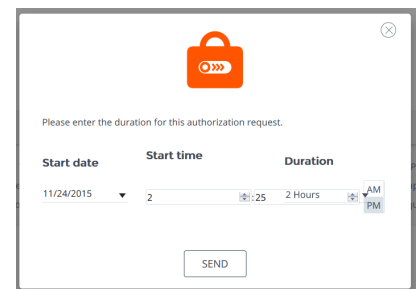 Please enter the duration for this authorization request.
Start date Start time Duration
11/24/2015 2 :25 2 Hours AM
PM
SEND